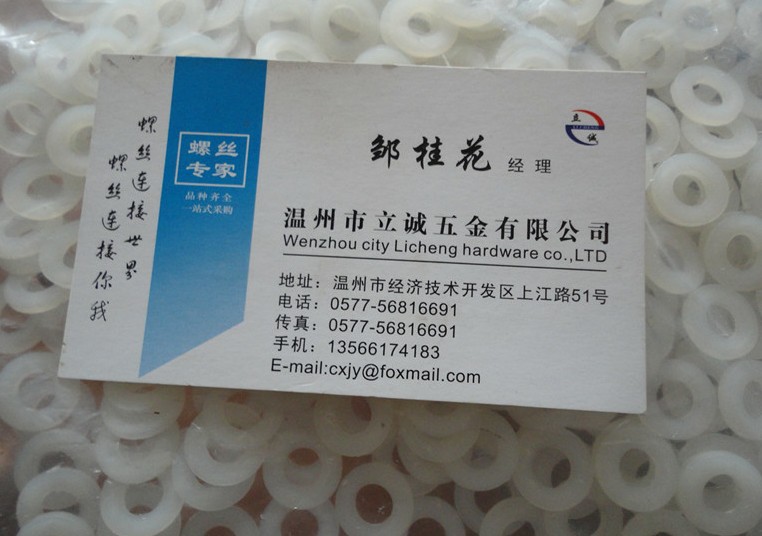 螺丝连接世界
螺丝连接你我
螺丝
专家
品种齐全
一站式采购
立
LICHENG
诚
邹桂花 经理
温州市立诚五金有限公司
Wenzhou city Licheng hardware co.,LTD
地址：温州市经济技术开发区上江路51号
电话：0577-56816691
传真：0577-56816691
手机：13566174183
E-mail:cxjy@foxmail.com